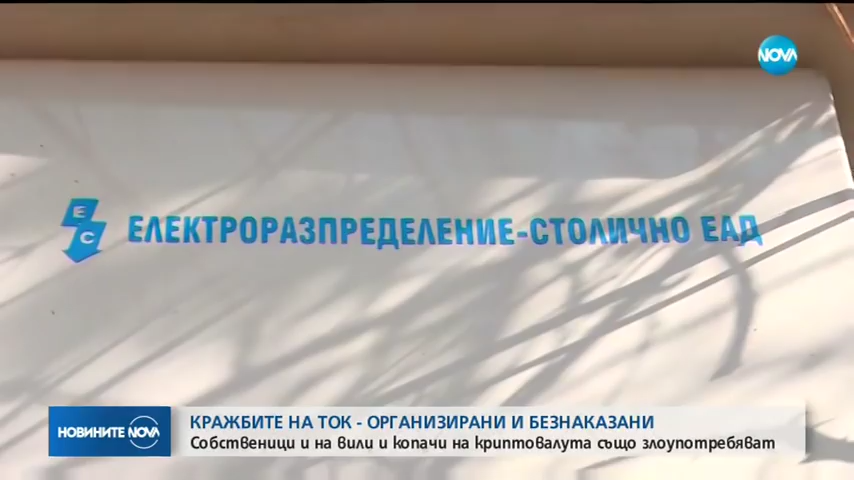 NOVA
ЕС
ЕЛЕКТРОРАЗПРЕДЕЛЕНИЕ-СТОЛИЧНО ЕАД
НОВИНИТЕ NOVA
КРАЖБИТЕ НА ТОК - ОРГАНИЗИРАНИ И БЕЗНАКАЗАНИ
Собственици и на вили и копачи на криптовалута също злоупотребяват